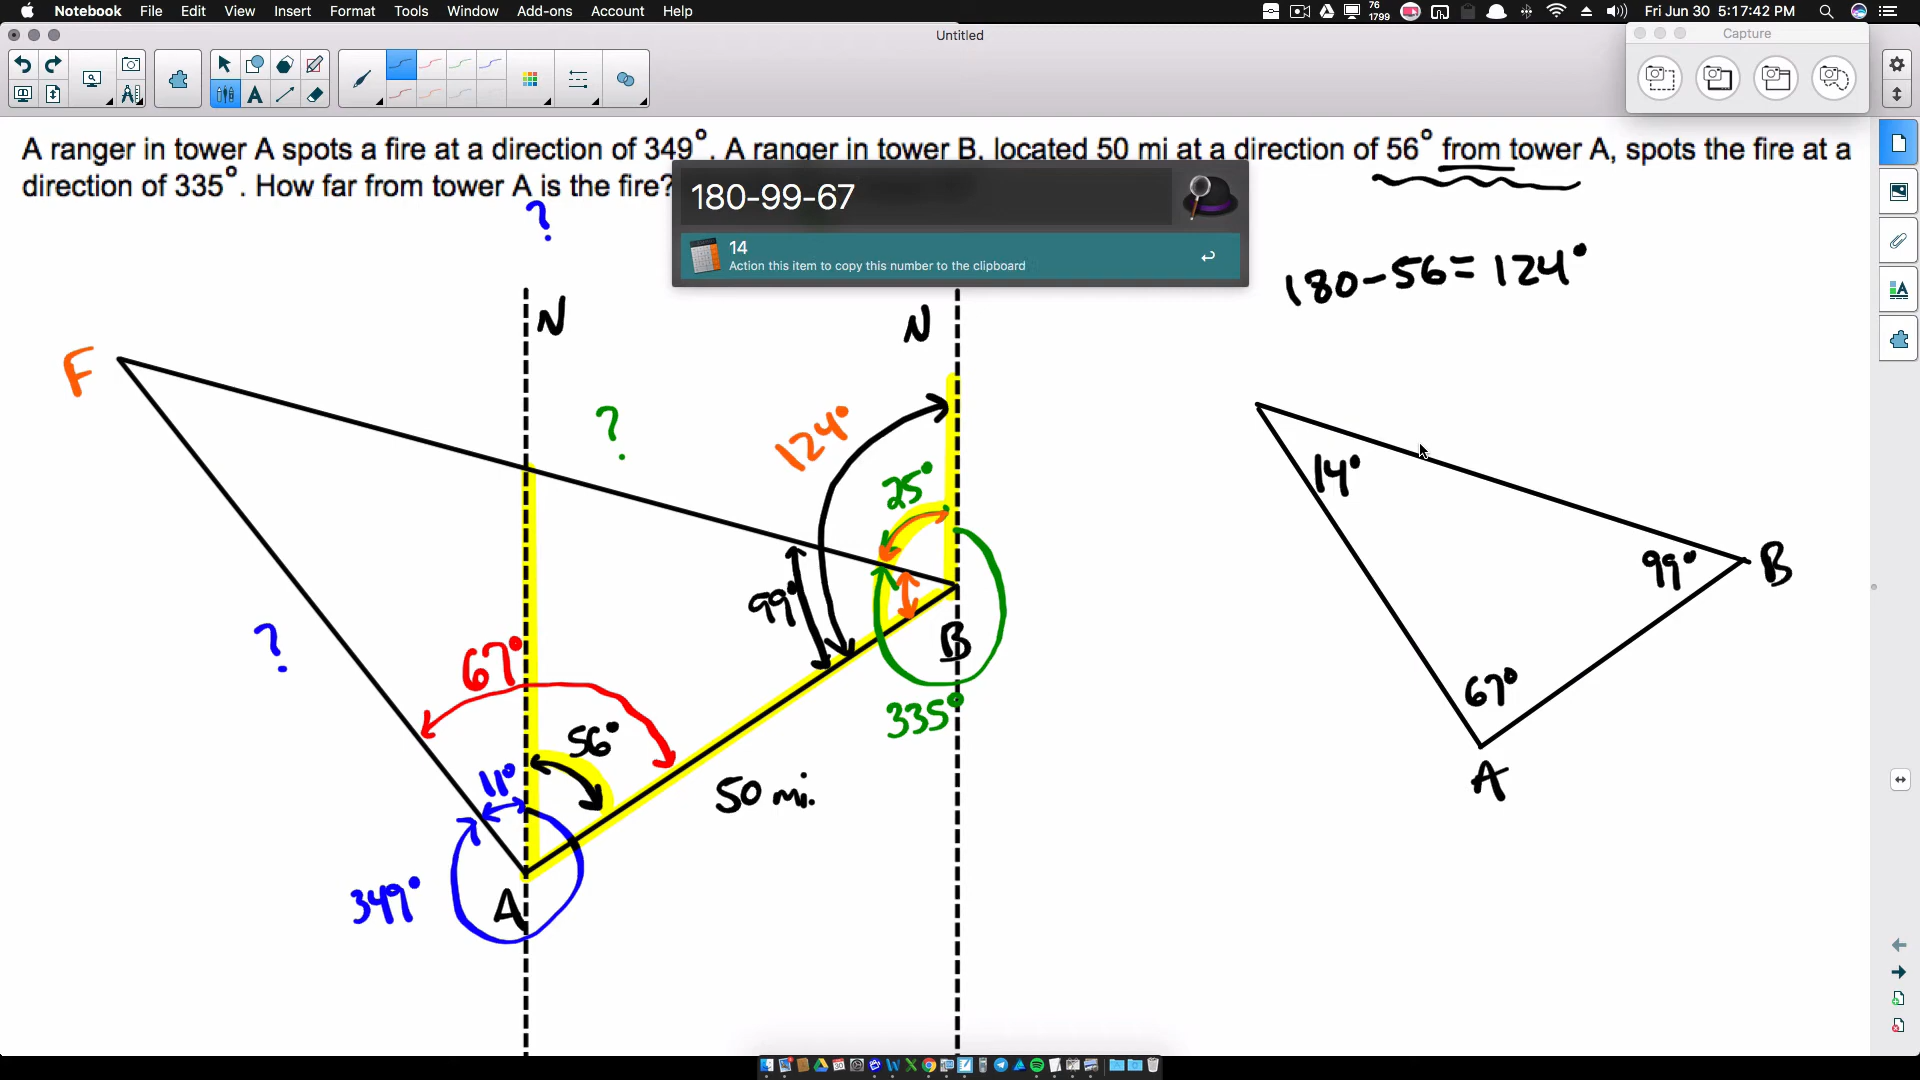 Notebook File Edit View Insert Format Tools Window Add-ons Account Help
76
1799
Fri Jun 30 5:17:42 PM
Untitled
Capture
A ranger in tower A spots a fire at a direction of 349°. A ranger in tower B, located 50 mi at a direction of 56° from tower A, spots the fire at a
direction of 335°. How far from tower A is the fire?
180-99-67
14
Action this item to copy this number to the clipboard
?
180-56=124°
N
N
F
?
124°
25°
14°
99°
B
99°
?
67°
B
67°
335°
56°
11°
50 mi.
A
349°
A